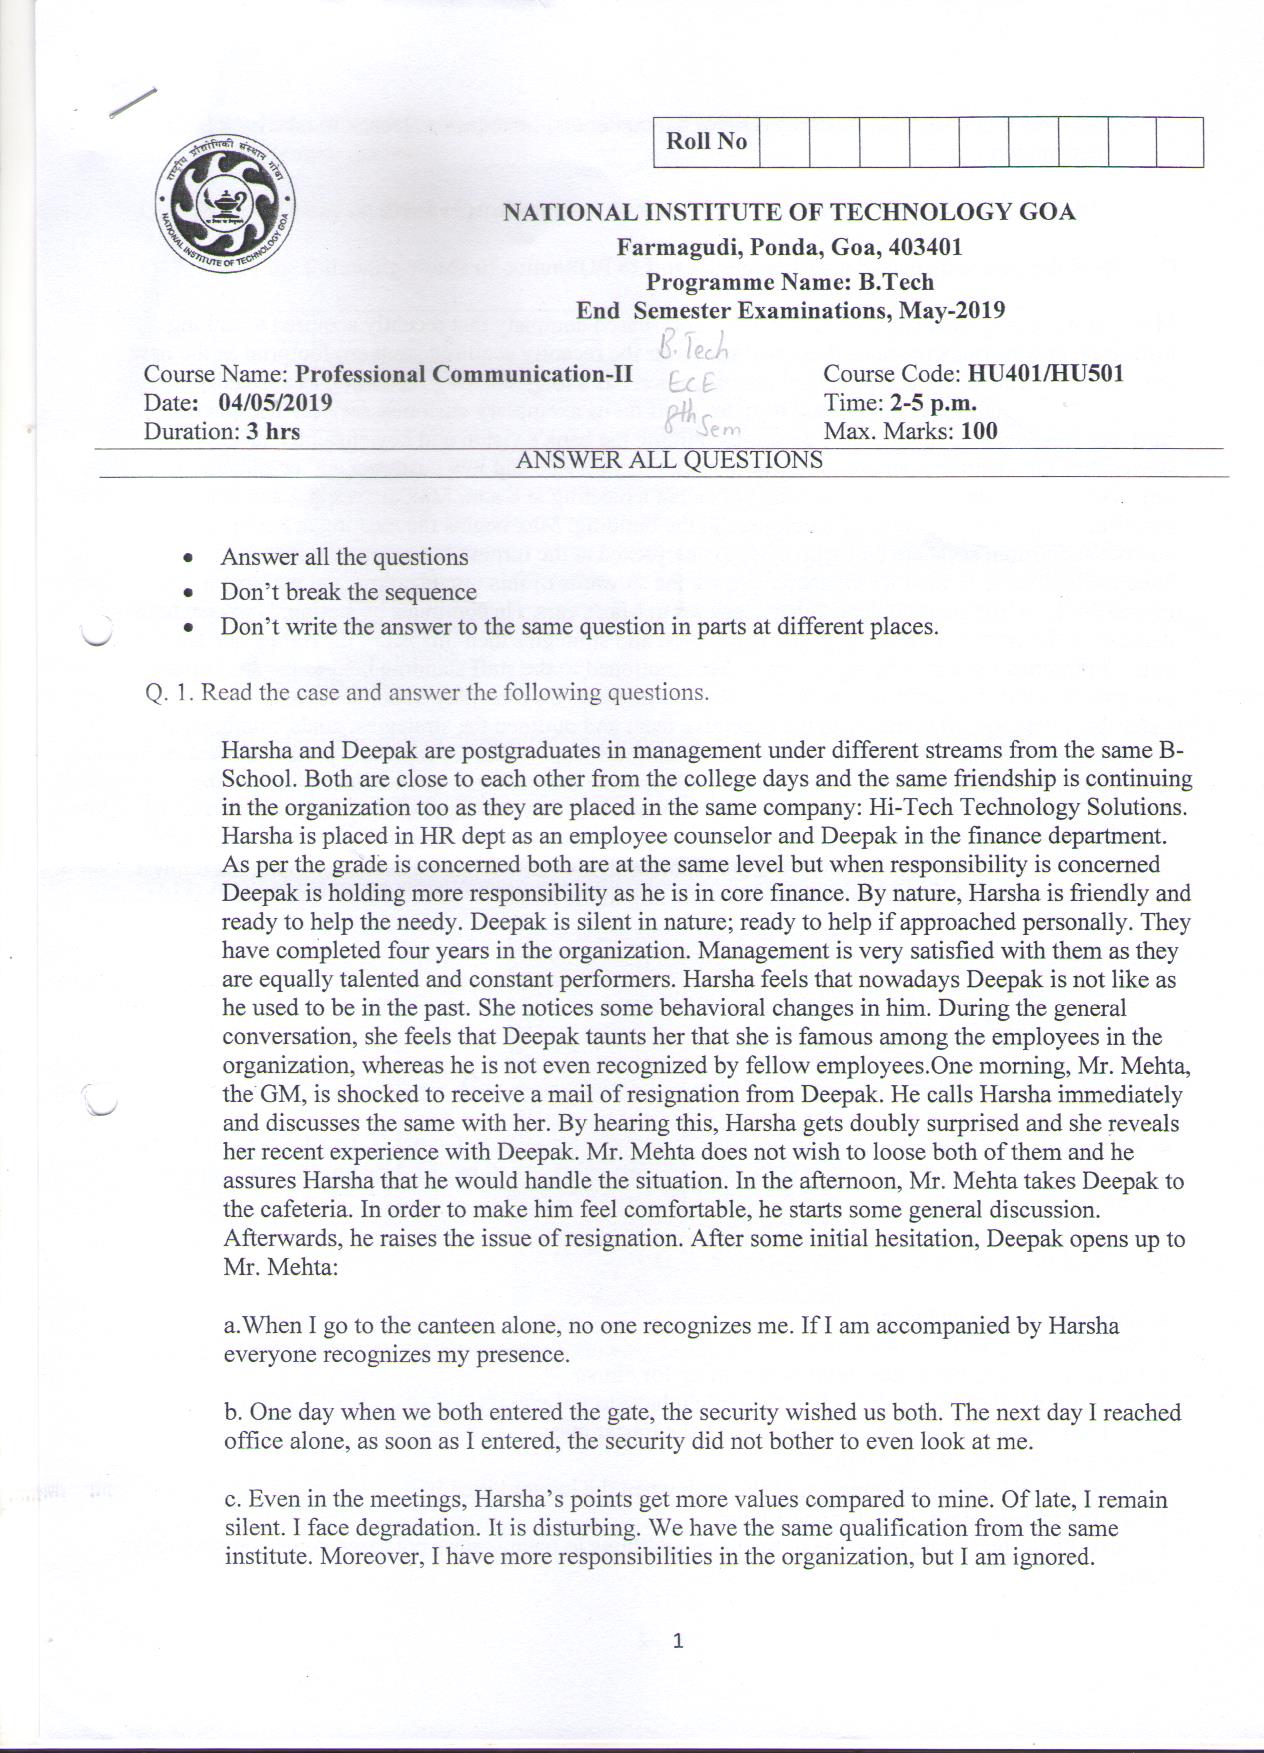 Roll No
राष्ट्रीय प्रौद्योगिकी संस्थान गोवा
NATIONAL INSTITUTE OF TECHNOLOGY GOA
NATIONAL INSTITUTE OF TECHNOLOGY GOA
Farmagudi, Ponda, Goa, 403401
Programme Name: B.Tech
End Semester Examinations, May-2019
B.Tech
ECE
8th Sem
Course Name: Professional Communication-II
Course Code: HU401/HU501
Date: 04/05/2019
Time: 2-5 p.m.
Duration: 3 hrs
Max. Marks: 100
ANSWER ALL QUESTIONS
• Answer all the questions
• Don't break the sequence
• Don't write the answer to the same question in parts at different places.
Q. 1. Read the case and answer the following questions.
Harsha and Deepak are postgraduates in management under different streams from the same B-
School. Both are close to each other from the college days and the same friendship is continuing
in the organization too as they are placed in the same company: Hi-Tech Technology Solutions.
Harsha is placed in HR dept as an employee counselor and Deepak in the finance department.
As per the grade is concerned both are at the same level but when responsibility is concerned
Deepak is holding more responsibility as he is in core finance. By nature, Harsha is friendly and
ready to help the needy. Deepak is silent in nature; ready to help if approached personally. They
have completed four years in the organization. Management is very satisfied with them as they
are equally talented and constant performers. Harsha feels that nowadays Deepak is not like as
he used to be in the past. She notices some behavioral changes in him. During the general
conversation, she feels that Deepak taunts her that she is famous among the employees in the
organization, whereas he is not even recognized by fellow employees.One morning, Mr. Mehta,
the GM, is shocked to receive a mail of resignation from Deepak. He calls Harsha immediately
and discusses the same with her. By hearing this, Harsha gets doubly surprised and she reveals
her recent experience with Deepak. Mr. Mehta does not wish to loose both of them and he
assures Harsha that he would handle the situation. In the afternoon, Mr. Mehta takes Deepak to
the cafeteria. In order to make him feel comfortable, he starts some general discussion.
Afterwards, he raises the issue of resignation. After some initial hesitation, Deepak opens up to
Mr. Mehta:
a.When I go to the canteen alone, no one recognizes me. If I am accompanied by Harsha
everyone recognizes my presence.
b. One day when we both entered the gate, the security wished us both. The next day I reached
office alone, as soon as I entered, the security did not bother to even look at me.
c. Even in the meetings, Harsha's points get more values compared to mine. Of late, I remain
silent. I face degradation. It is disturbing. We have the same qualification from the same
institute. Moreover, I have more responsibilities in the organization, but I am ignored.
1